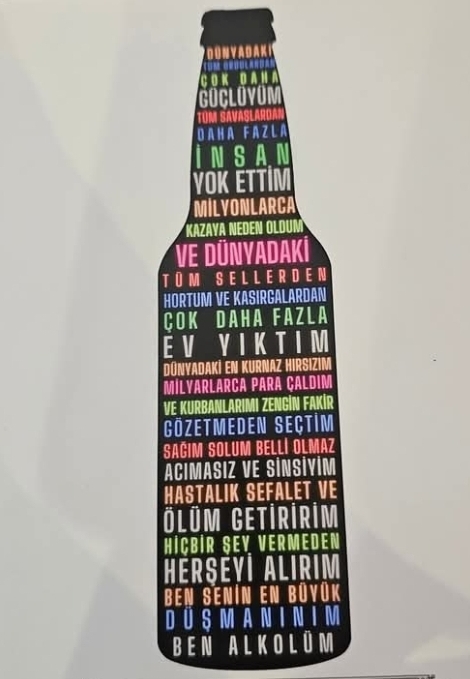 DÜNYADAKİ
TÜM ORDULARDAN
ÇOK DAHA
GÜÇLÜYÜM
TÜM SAVAŞLARDAN
DAHA FAZLA
İNSAN
YOK ETTİM
MİLYONLARCA
KAZAYA NEDEN OLDUM
VE DÜNYADAKİ
TÜM SELLERDEN
HORTUM VE KASIRGALARDAN
ÇOK DAHA FAZLA
EV YIKTIM
DÜNYADAKİ EN KURNAZ HIRSIZIM
MİLYARLARCA PARA ÇALDIM
VE KURBANLARIMI ZENGİN FAKİR
GÖZETMEDEN SEÇTİM
SAĞIM SOLUM BELLİ OLMAZ
ACIMASIZ VE SİNSİYİM
HASTALIK SEFALET VE
ÖLÜM GETİRİRİM
HİÇBİR ŞEY VERMEDEN
HERŞEYİ ALIRIM
BEN SENİN EN BÜYÜK
DÜŞMANINIM
BEN ALKOLÜM